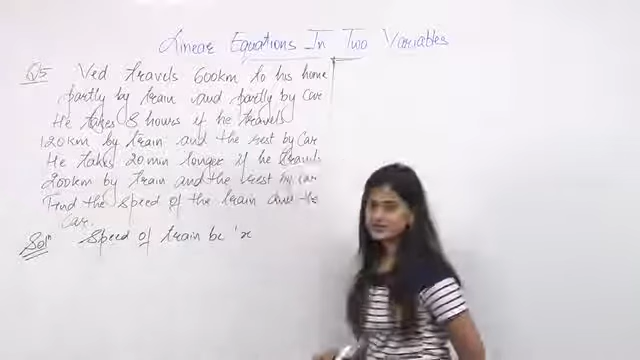 Linear Equations In Two Variables
Q5 Ved travels 600km to his home
partly by train and partly by car
He takes 8 hours if he travels
120km by train and the rest by car
He takes 20min longer if he travels
200km by train and the rest by car
Find the speed of the train and the
car.
Solⁿ Speed of train be 'x